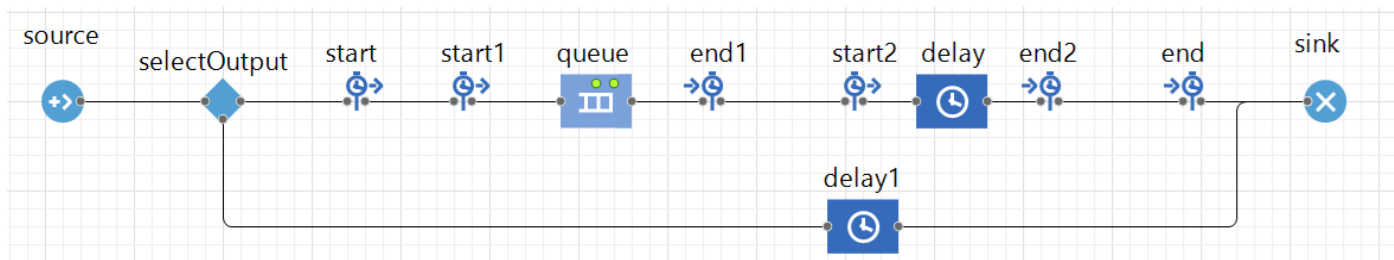 source
selectOutput
start
start1
queue
end1
start2
delay
end2
end
sink
delay1